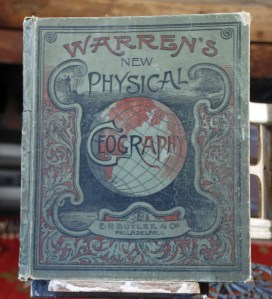 WARREN'S
NEW
PHYSICAL
GEOGRAPHY
E.H. BUTLER & CO
PHILADELPHIA